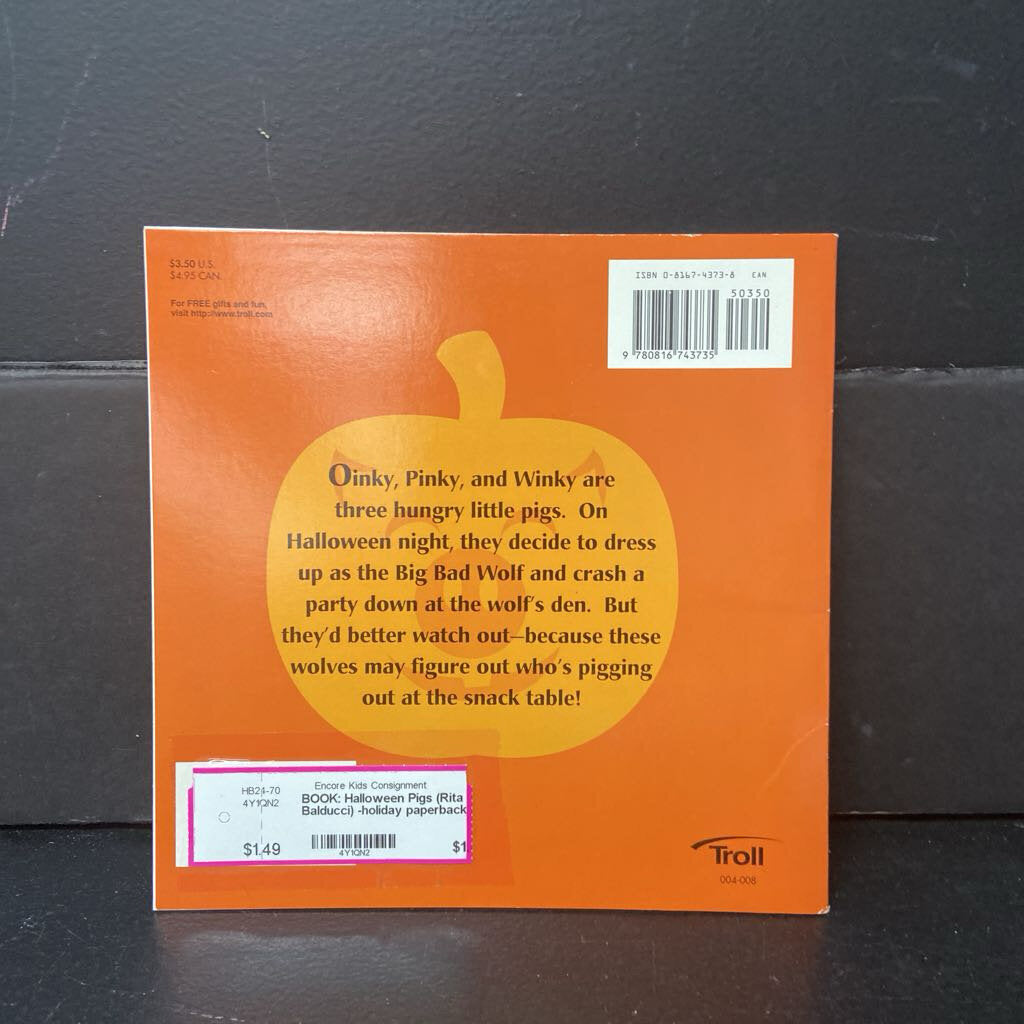 $3.50 U.S.
$4.95 CAN.
For FREE gifts and fun,
visit http://www.troll.com
ISBN 0-8167-4373-8 CAN
50350
9 780816 743735
Oinky, Pinky, and Winky are
three hungry little pigs. On
Halloween night, they decide to dress
up as the Big Bad Wolf and crash a
party down at the wolf's den. But
they'd better watch out—because these
wolves may figure out who's pigging
out at the snack table!
HB24-70
4Y1QN2
$1.49
Encore Kids Consignment
BOOK: Halloween Pigs (Rita
Balducci) -holiday paperback
4Y1QN2
$1
Troll
004-008